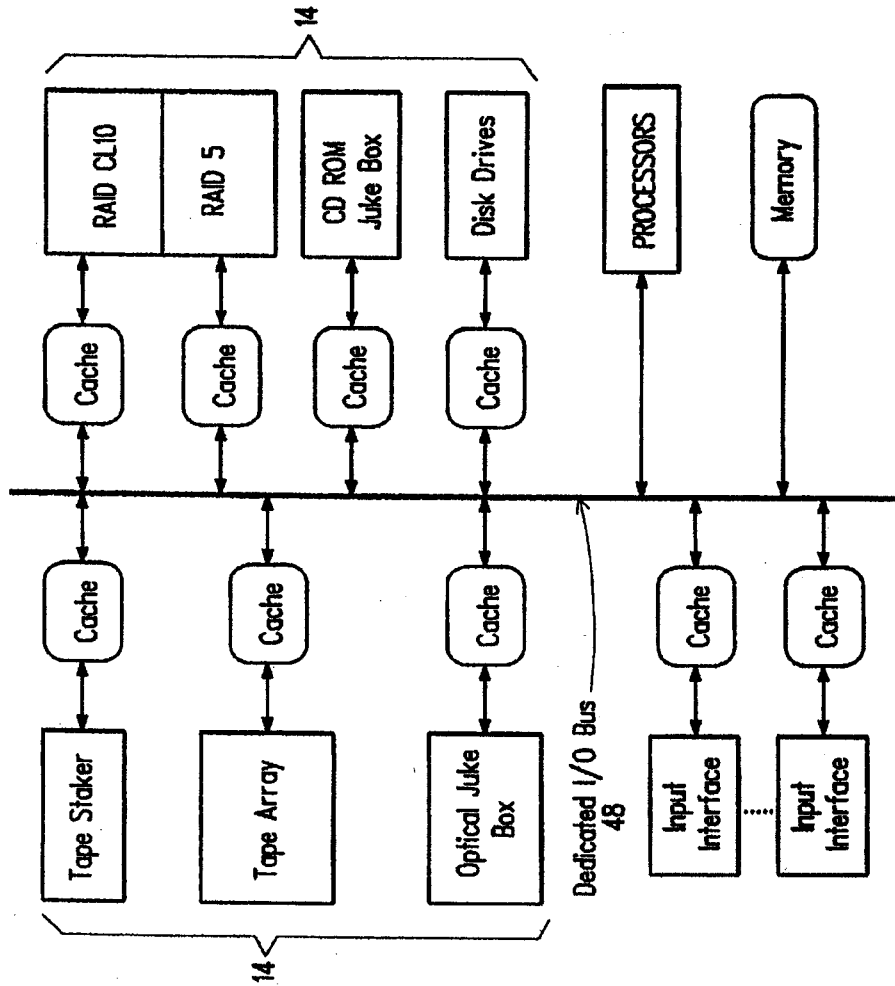 14
Tape Staker
Cache
Tape Array
Cache
Optical Juke
Box
Cache
Dedicated I/O Bus
48
Input
Interface
Cache
Input
Interface
Cache
14
Cache
RAID CL10
Cache
RAID 5
Cache
CD ROM
Juke Box
Cache
Disk Drives
PROCESSORS
Memory